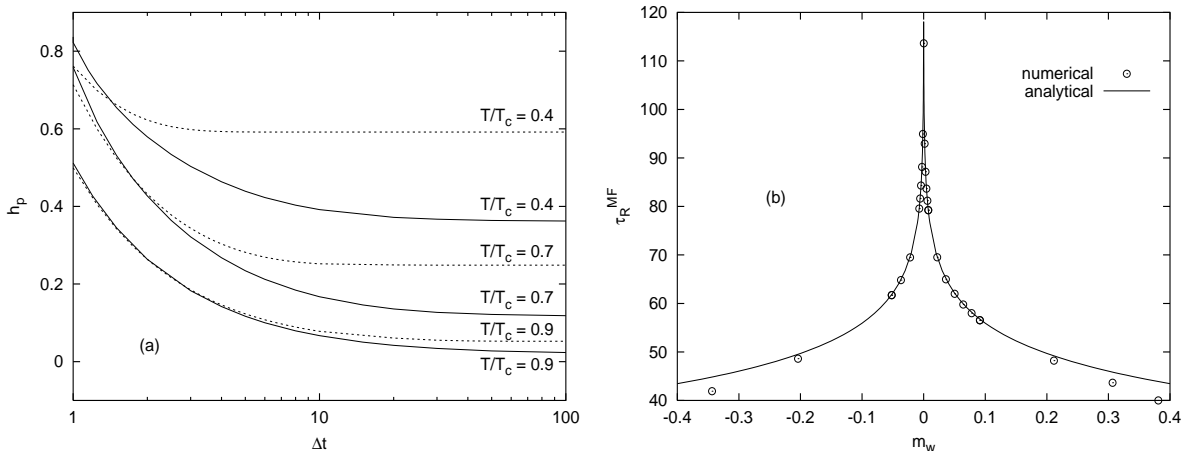 0.8
0.6
0.4
0.2
0
h_p
1
10
100
Δt
(a)
T/T_c = 0.4
T/T_c = 0.4
T/T_c = 0.7
T/T_c = 0.7
T/T_c = 0.9
T/T_c = 0.9
120
110
100
90
80
70
60
50
40
τ_R^MF
-0.4
-0.3
-0.2
-0.1
0
0.1
0.2
0.3
0.4
m_w
(b)
numerical
analytical